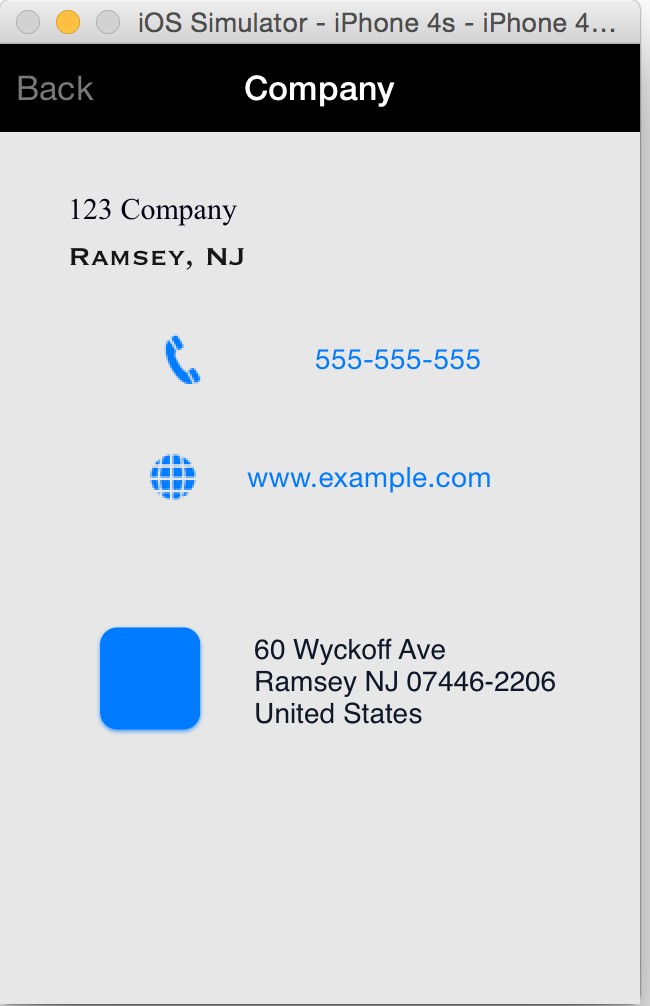 iOS Simulator - iPhone 4s - iPhone 4...
Back
Company
123 Company
Ramsey, NJ
555-555-555
www.example.com
60 Wyckoff Ave
Ramsey NJ 07446-2206
United States